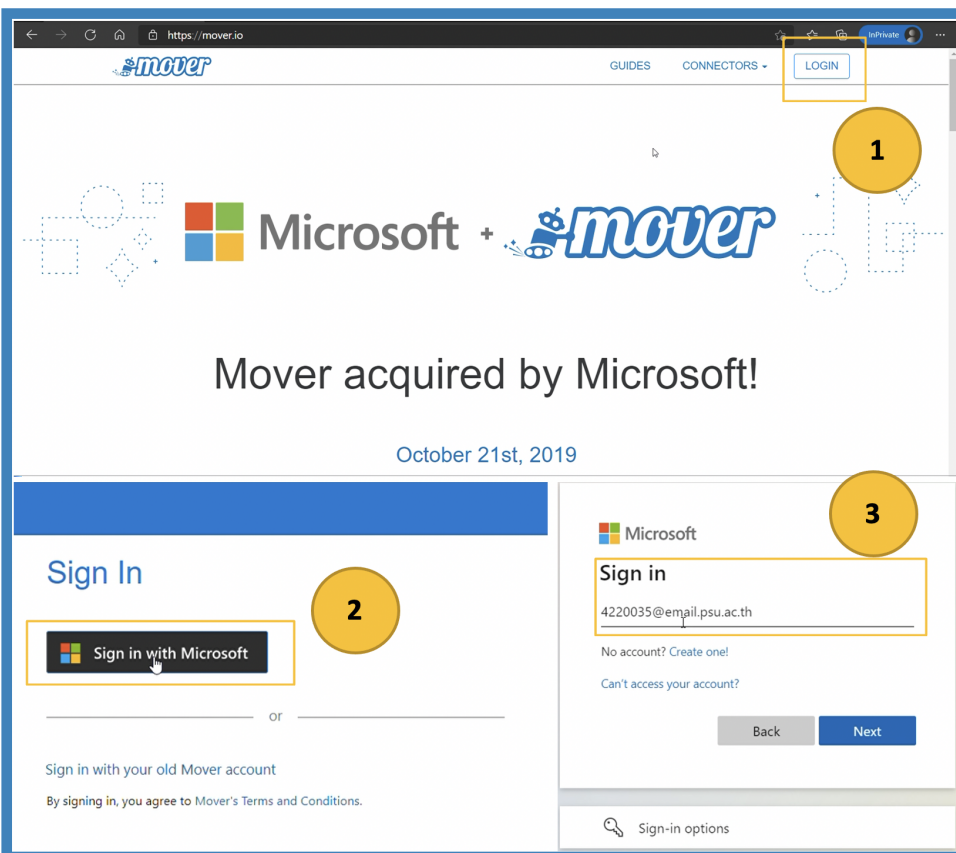 https://mover.io
InPrivate
mover
GUIDES CONNECTORS LOGIN
1
Microsoft + mover
Mover acquired by Microsoft!
October 21st, 2019
Sign In
2
Sign in with Microsoft
or
Sign in with your old Mover account
By signing in, you agree to Mover's Terms and Conditions.
3
Microsoft
Sign in
4220035@email.psu.ac.th
No account? Create one!
Can't access your account?
Back Next
Sign-in options